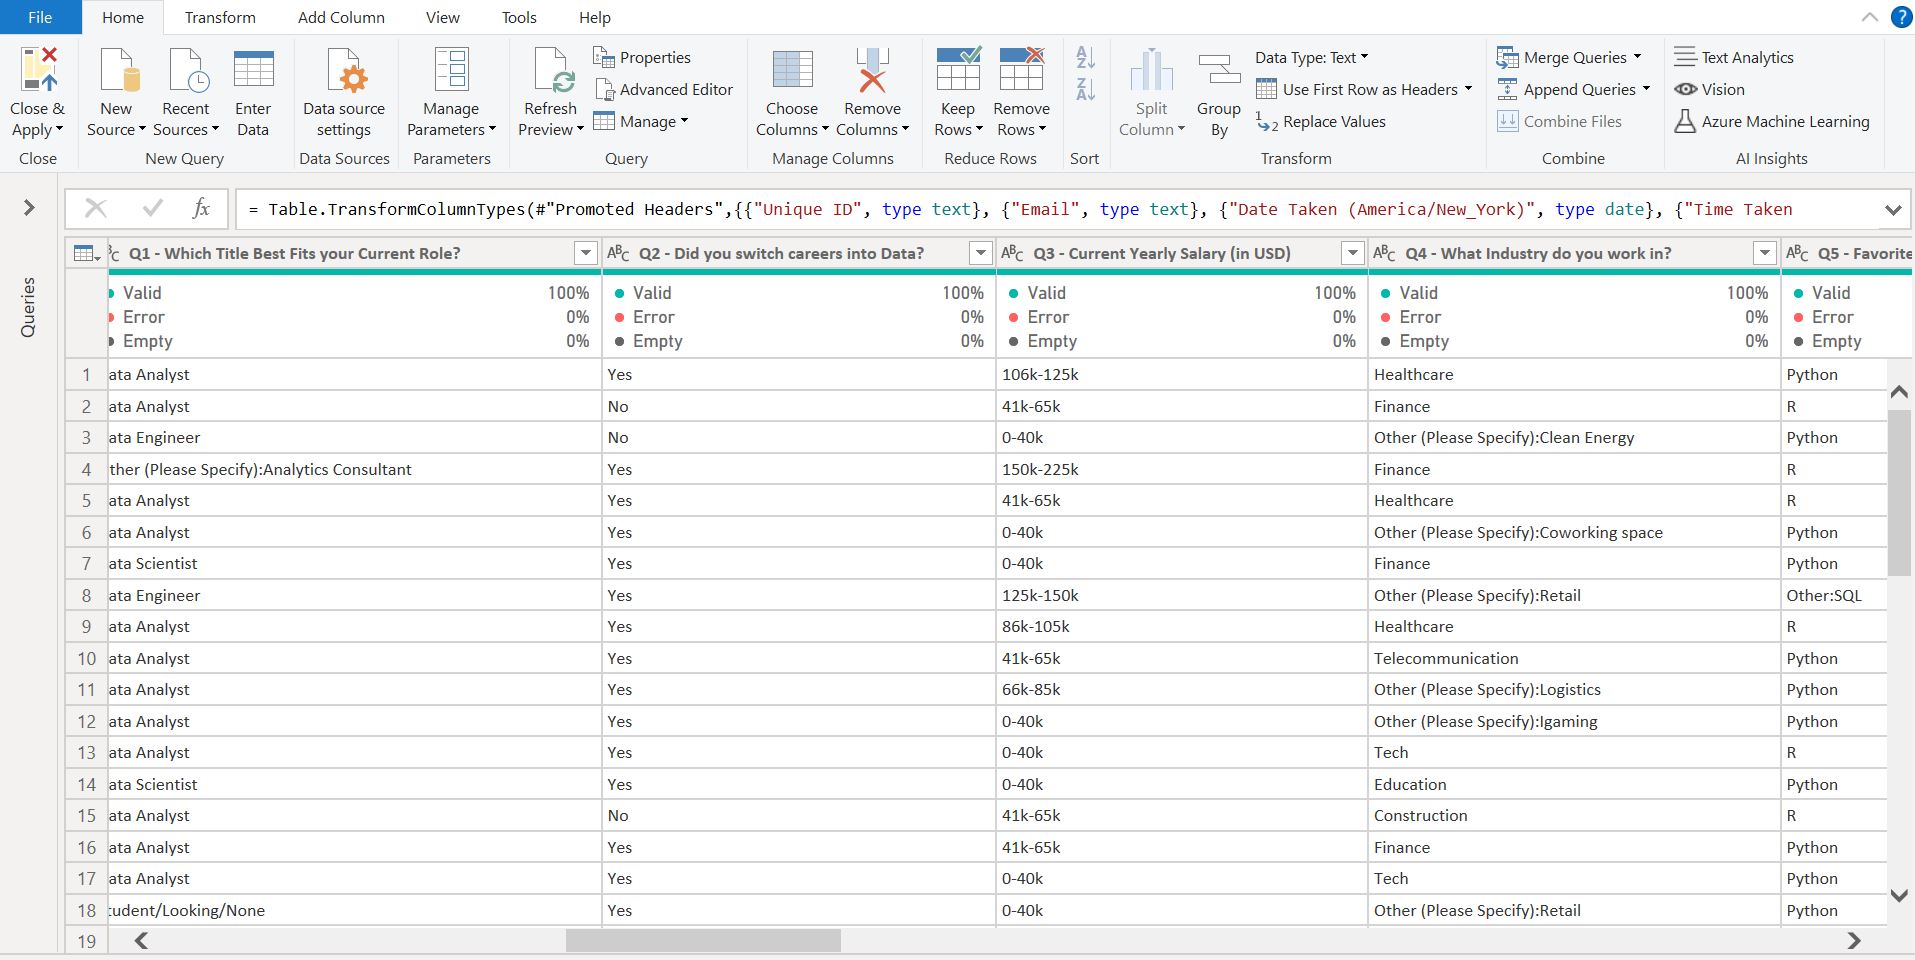 File Home Transform Add Column View Tools Help
?
Close & Apply
New Source
Recent Sources
Enter Data
Data source settings
Manage Parameters
Refresh Preview
Properties
Advanced Editor
Manage
Choose Columns
Remove Columns
Keep Rows
Remove Rows
A Z
Z A
Split Column
Group By
Data Type: Text
Use First Row as Headers
1 2 Replace Values
Merge Queries
Append Queries
Combine Files
Text Analytics
Vision
Azure Machine Learning
Close New Query Data Sources Parameters Query Manage Columns Reduce Rows Sort Transform Combine AI Insights
fx = Table.TransformColumnTypes(#"Promoted Headers",{{"Unique ID", type text}, {"Email", type text}, {"Date Taken (America/New_York)", type date}, {"Time Taken
Queries
Q1 - Which Title Best Fits your Current Role? ABC Q2 - Did you switch careers into Data? ABC Q3 - Current Yearly Salary (in USD) ABC Q4 - What Industry do you work in? ABC Q5 - Favorite
Valid 100% Valid 100% Valid 100% Valid 100% Valid
Error 0% Error 0% Error 0% Error 0% Error
Empty 0% Empty 0% Empty 0% Empty 0% Empty
1 ata Analyst Yes 106k-125k Healthcare Python
2 ata Analyst No 41k-65k Finance R
3 ata Engineer No 0-40k Other (Please Specify):Clean Energy Python
4 ther (Please Specify):Analytics Consultant Yes 150k-225k Finance R
5 ata Analyst Yes 41k-65k Healthcare R
6 ata Analyst Yes 0-40k Other (Please Specify):Coworking space Python
7 ata Scientist Yes 0-40k Finance Python
8 ata Engineer Yes 125k-150k Other (Please Specify):Retail Other:SQL
9 ata Analyst Yes 86k-105k Healthcare R
10 ata Analyst Yes 41k-65k Telecommunication Python
11 ata Analyst Yes 66k-85k Other (Please Specify):Logistics Python
12 ata Analyst Yes 0-40k Other (Please Specify):Igaming Python
13 ata Analyst Yes 0-40k Tech R
14 ata Scientist Yes 0-40k Education Python
15 ata Analyst No 41k-65k Construction R
16 ata Analyst Yes 41k-65k Finance Python
17 ata Analyst Yes 0-40k Tech Python
18 tudent/Looking/None Yes 0-40k Other (Please Specify):Retail Python
19